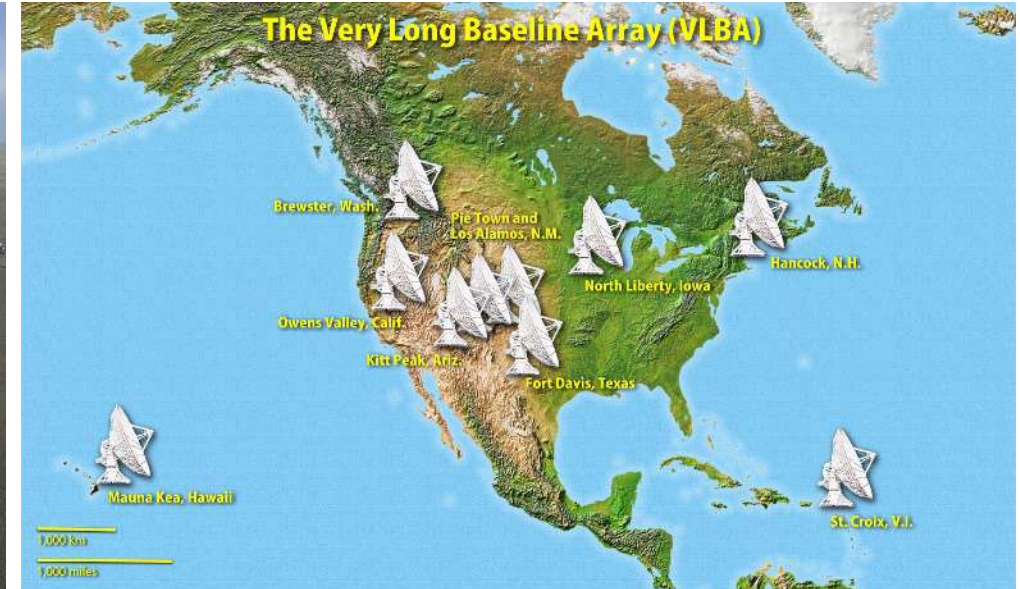 The Very Long Baseline Array (VLBA)
Brewster, Wash.
Pie Town and
Los Alamos, N.M.
Hancock, N.H.
North Liberty, Iowa
Owens Valley, Calif.
Kitt Peak, Ariz.
Fort Davis, Texas
Mauna Kea, Hawaii
St. Croix, V.I.
1,000 km
1,000 miles